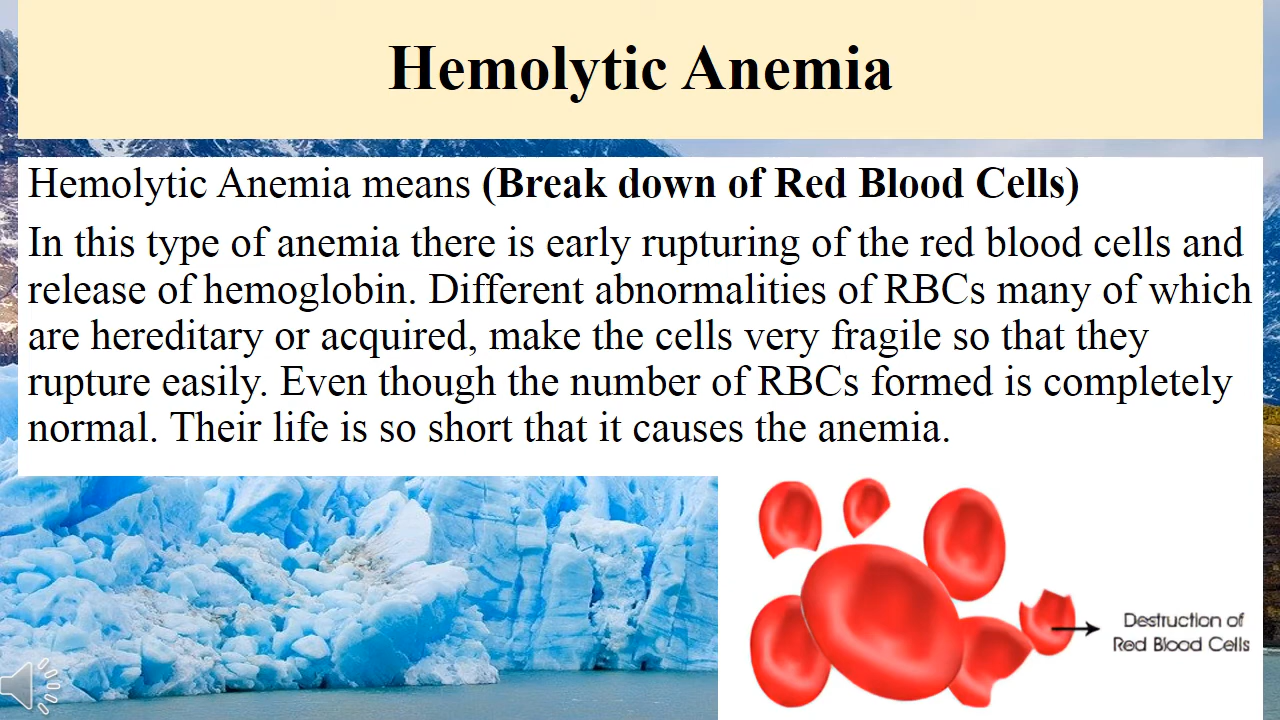 Hemolytic Anemia
Hemolytic Anemia means (Break down of Red Blood Cells)
In this type of anemia there is early rupturing of the red blood cells and
release of hemoglobin. Different abnormalities of RBCs many of which
are hereditary or acquired, make the cells very fragile so that they
rupture easily. Even though the number of RBCs formed is completely
normal. Their life is so short that it causes the anemia.
Destruction of
Red Blood Cells